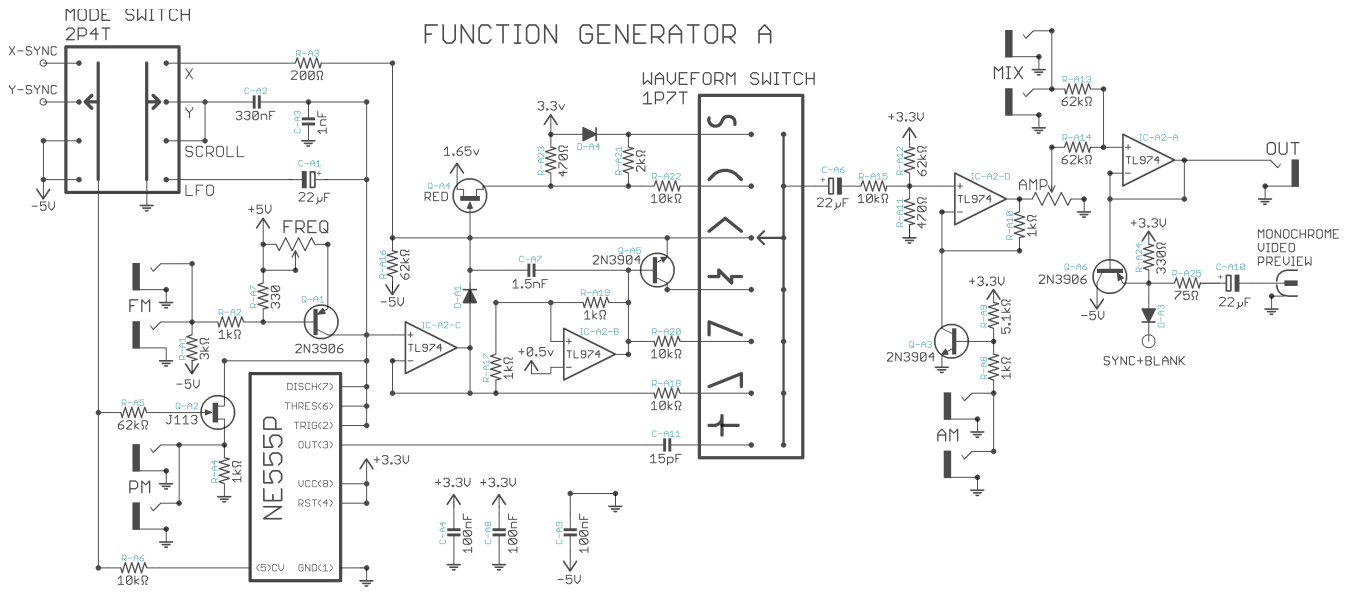 MODE SWITCH
2P4T
FUNCTION GENERATOR A
X-SYNC
Y-SYNC
X
Y
SCROLL
LFO
-5V
R-A3
200Ω
C-A2
330nF
C-A3
1nF
C-A1
+
22µF
+5V
FREQ
R-A7
330
Q-A1
2N3906
FM
R-A2
1kΩ
R-A1
3kΩ
-5V
R-A5
62kΩ
Q-A2
J113
PM
R-A4
1kΩ
R-A6
10kΩ
NE555P
DISCH(7)
THRES(6)
TRIG(2)
OUT(3)
VCC(8)
RST(4)
(5)CV
GND(1)
+3.3V
R-A16
62kΩ
-5V
1.65v
Q-A4
RED
3.3v
R-A23
470Ω
D-A4
R-A21
2kΩ
R-A22
10kΩ
D-A1
C-A7
1.5nF
Q-A5
2N3904
R-A19
1kΩ
IC-A2-C
+
TL974
-
R-A17
1kΩ
+0.5v
IC-A2-B
+
TL974
-
R-A20
10kΩ
R-A18
10kΩ
C-A11
15pF
+3.3V
C-A4
100nF
+3.3V
C-A8
100nF
C-A9
100nF
-5V
WAVEFORM SWITCH
1P7T
C-A6
+
22µF
R-A15
10kΩ
+3.3V
R-A12
62kΩ
R-A11
470Ω
IC-A2-D
+
TL974
-
AMP
R-A10
1kΩ
+3.3V
R-A9
5.1kΩ
Q-A3
2N3904
R-A8
1kΩ
AM
MIX
R-A13
62kΩ
R-A14
62kΩ
IC-A2-A
+
TL974
-
OUT
+3.3V
R-A24
330Ω
Q-A6
2N3906
-5V
R-A25
75Ω
C-A10
+
22µF
D-A3
SYNC+BLANK
MONOCHROME
VIDEO
PREVIEW